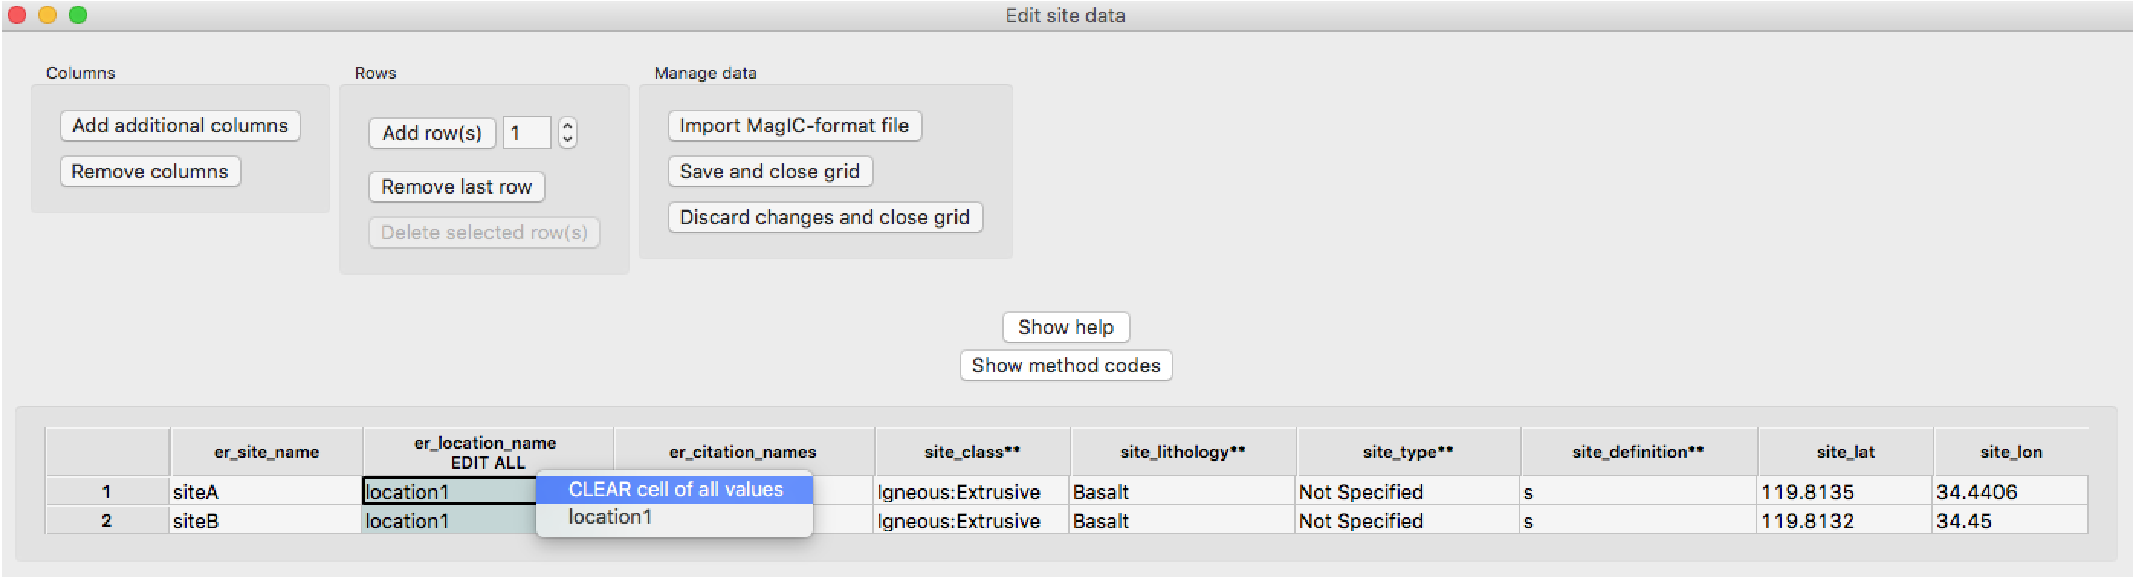 Edit site data
Columns
Rows
Manage data
Add additional columns
Remove columns
Add row(s)
1
Remove last row
Delete selected row(s)
Import MagIC-format file
Save and close grid
Discard changes and close grid
Show help
Show method codes
er_site_name er_location_name EDIT ALL er_citation_names site_class** site_lithology** site_type** site_definition** site_lat site_lon
1 siteA location1 Igneous:Extrusive Basalt Not Specified s 119.8135 34.4406
2 siteB location1 Igneous:Extrusive Basalt Not Specified s 119.8132 34.45
CLEAR cell of all values
location1